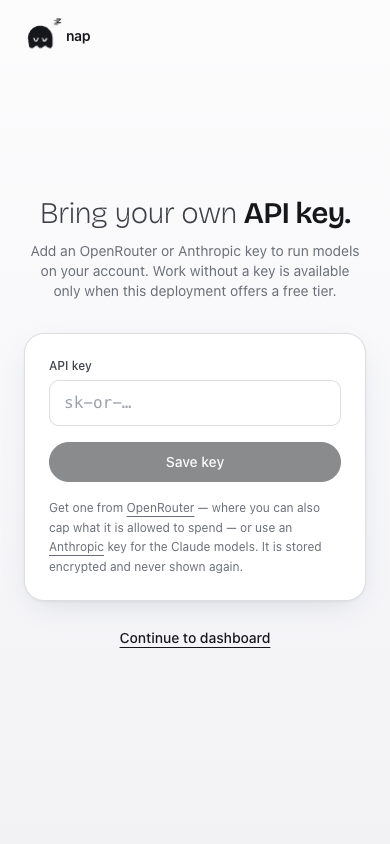 nap
Bring your own API key.
Add an OpenRouter or Anthropic key to run models
on your account. Work without a key is available
only when this deployment offers a free tier.
API key
sk-or-…
Save key
Get one from OpenRouter — where you can also
cap what it is allowed to spend — or use an
Anthropic key for the Claude models. It is stored
encrypted and never shown again.
Continue to dashboard